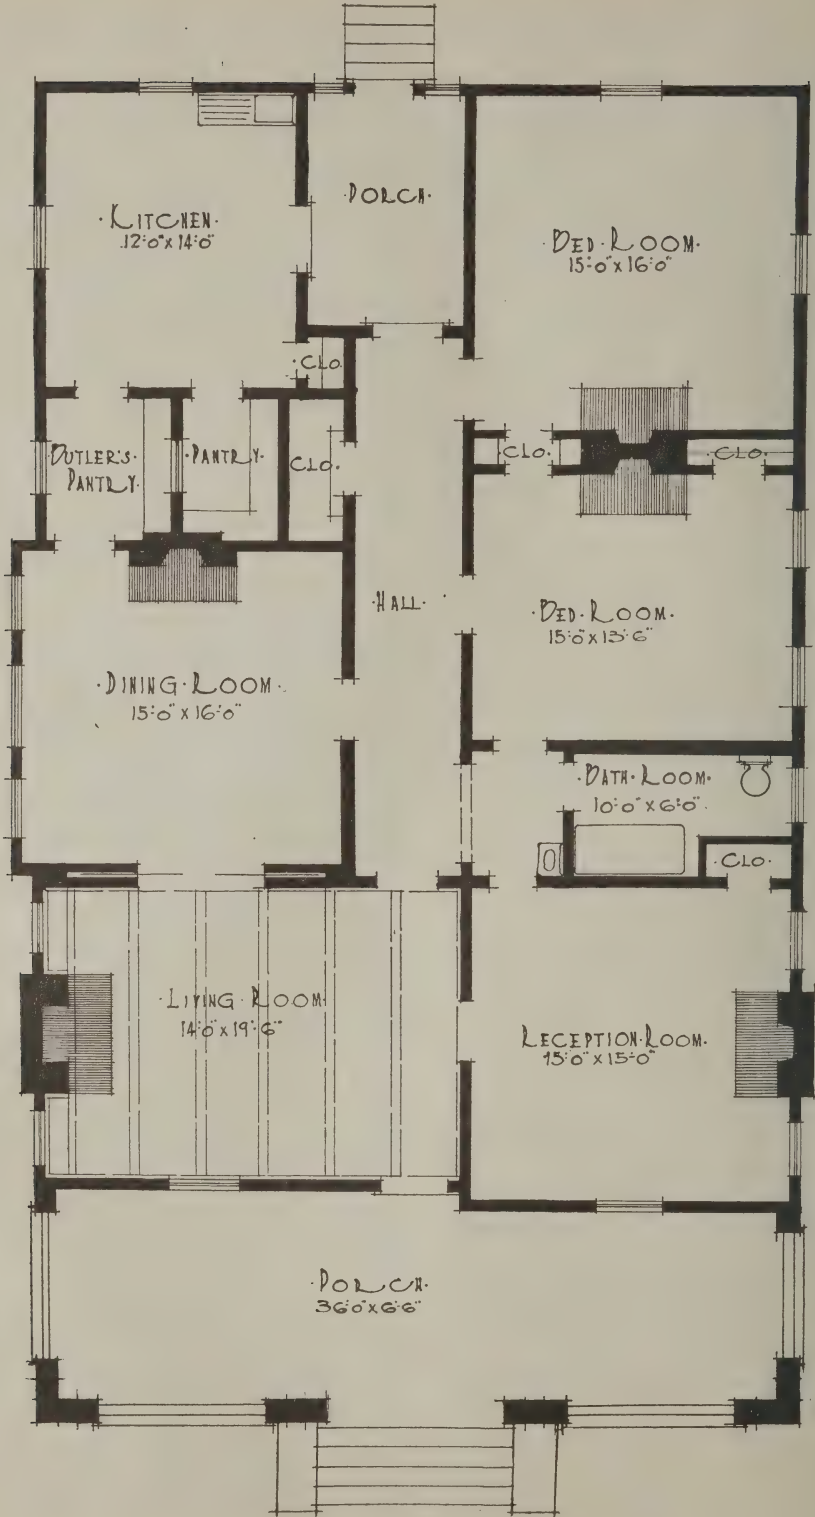 ·PORCH·
·KITCHEN·
12'-0" x 14'-0"
·BED·ROOM·
15'-0" x 16'-0"
·CLO·
BUTLER'S·
PANTRY·
·PANTRY·
CLO·
·CLO·
·CLO·
·HALL·
·BED·ROOM·
15'-0" x 13'-6"
·DINING·ROOM·
15'-0" x 16'-0"
·BATH·ROOM·
10'-0" x 6'-0"
·CLO·
·LIVING·ROOM·
14'-0" x 19'-6"
RECEPTION·ROOM·
15'-0" x 15'-0"
·PORCH·
36'-0" x 6'-6"